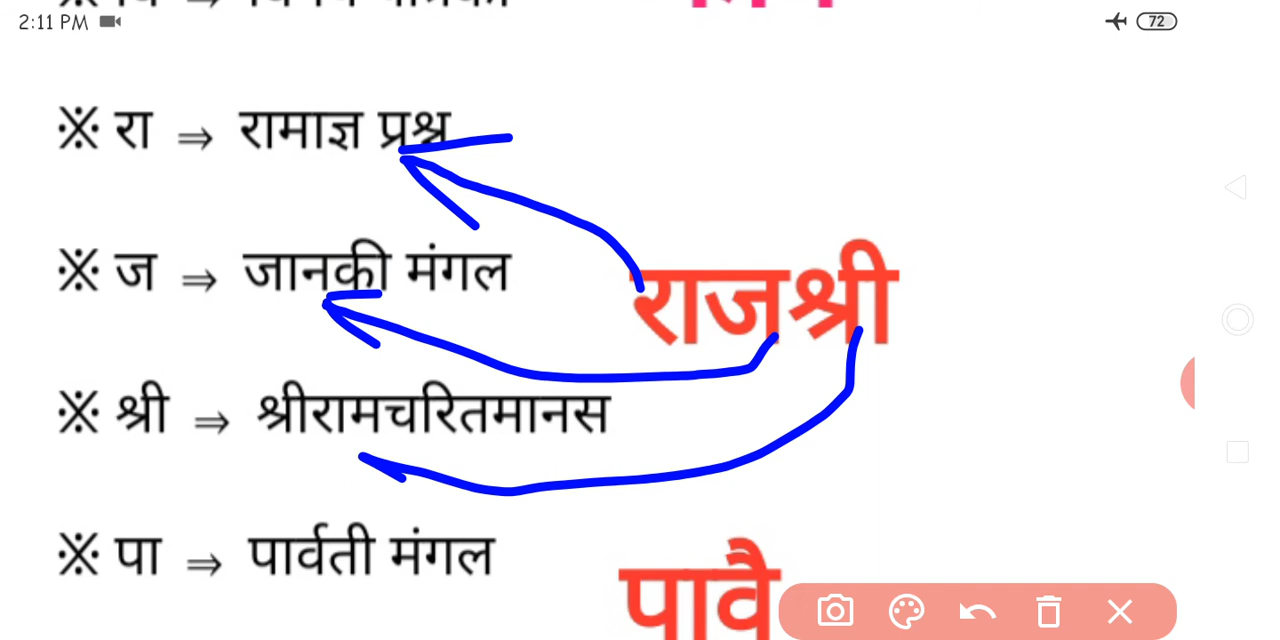 2:11 PM
72
※ रा ⇒ रामाज्ञ प्रश्न
※ ज ⇒ जानकी मंगल
राजश्री
※ श्री ⇒ श्रीरामचरितमानस
※ पा ⇒ पार्वती मंगल
पावै